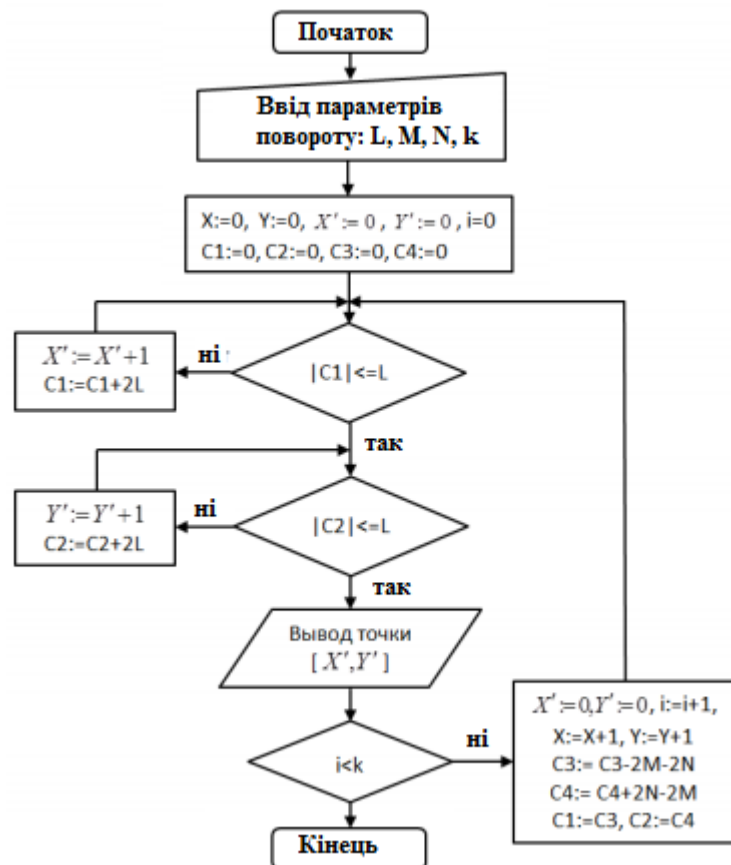 Початок
Ввід параметрів
повороту: L, M, N, k
X:=0, Y:=0, X′:=0, Y′:=0, i=0
C1:=0, C2:=0, C3:=0, C4:=0
X′:=X′+1
C1:=C1+2L
ні
|C1|<=L
так
Y′:=Y′+1
C2:=C2+2L
ні
|C2|<=L
так
Вывод точки
[ X′,Y′ ]
i<k
ні
X′:=0,Y′:=0, i:=i+1,
X:=X+1, Y:=Y+1
C3:= C3-2M-2N
C4:= C4+2N-2M
C1:=C3, C2:=C4
Кінець